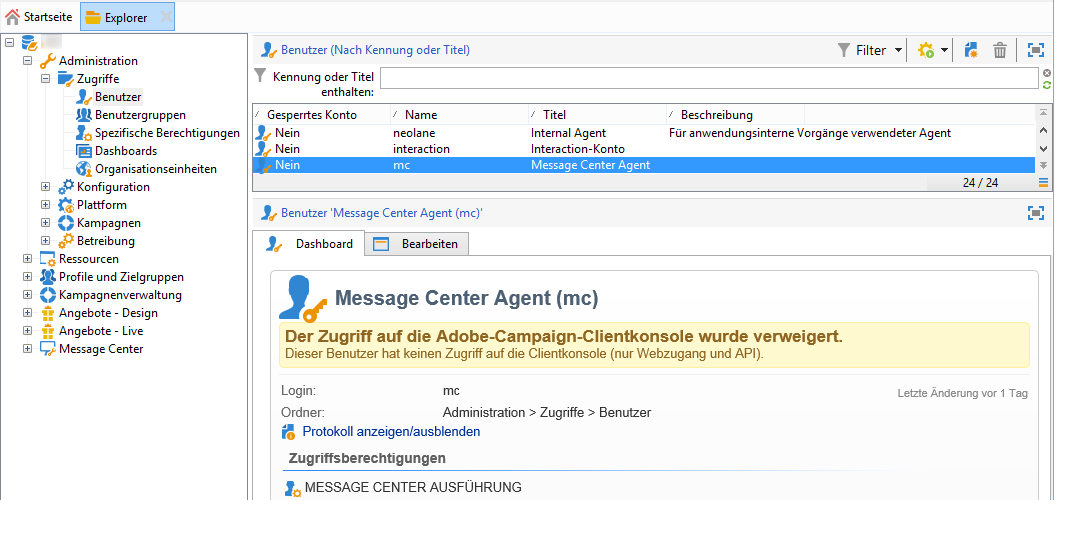 Startseite
Explorer
Administration
Zugriffe
Benutzer
Benutzergruppen
Spezifische Berechtigungen
Dashboards
Organisationseinheiten
Konfiguration
Plattform
Kampagnen
Betreibung
Ressourcen
Profile und Zielgruppen
Kampagnenverwaltung
Angebote - Design
Angebote - Live
Message Center
Benutzer (Nach Kennung oder Titel)
Filter
Kennung oder Titel
enthalten:
Gesperrtes Konto Name Titel Beschreibung
Nein neolane Internal Agent Für anwendungsinterne Vorgänge verwendeter Agent
Nein interaction Interaction-Konto
Nein mc Message Center Agent
24 / 24
Benutzer 'Message Center Agent (mc)'
Dashboard Bearbeiten
Message Center Agent (mc)
Der Zugriff auf die Adobe-Campaign-Clientkonsole wurde verweigert.
Dieser Benutzer hat keinen Zugriff auf die Clientkonsole (nur Webzugang und API).
Login: mc Letzte Änderung vor 1 Tag
Ordner: Administration > Zugriffe > Benutzer
Protokoll anzeigen/ausblenden
Zugriffsberechtigungen
MESSAGE CENTER AUSFÜHRUNG